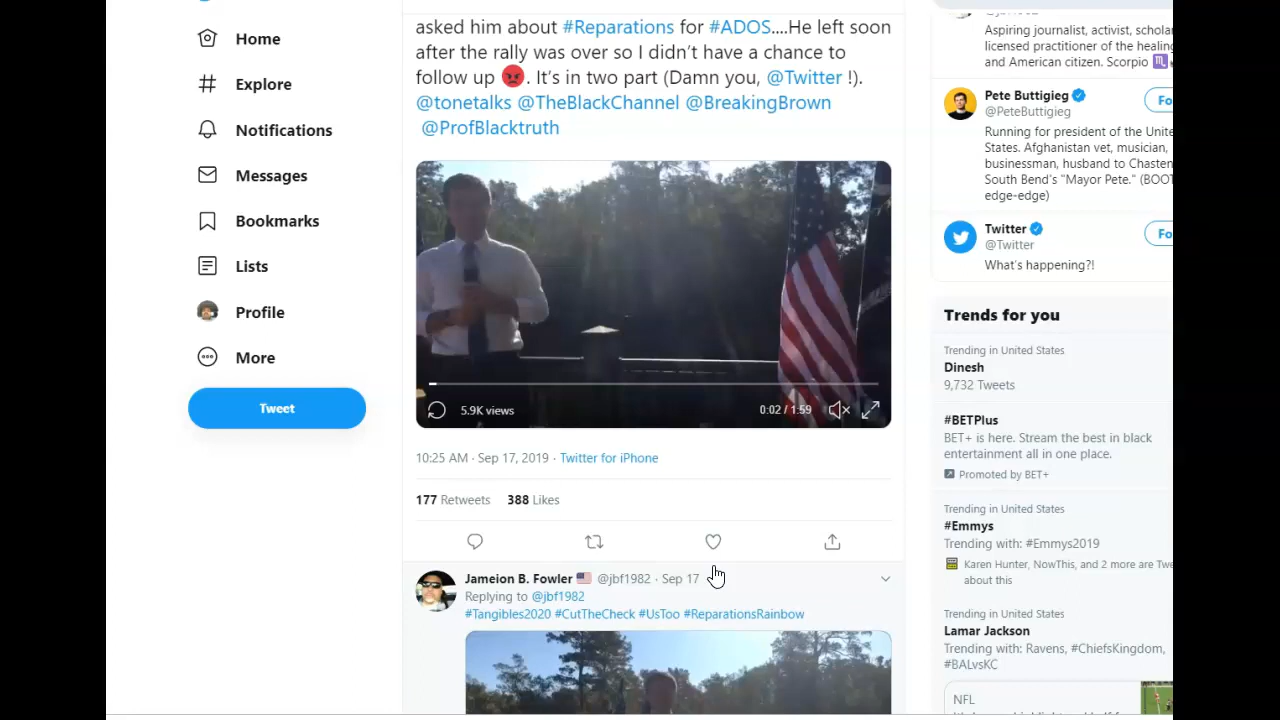 Home
Explore
Notifications
Messages
Bookmarks
Lists
Profile
More
Tweet
asked him about #Reparations for #ADOS....He left soon
after the rally was over so I didn't have a chance to
follow up 😡. It's in two part (Damn you, @Twitter !).
@tonetalks @TheBlackChannel @BreakingBrown
@ProfBlacktruth
5.9K views
0:02 / 1:59
10:25 AM · Sep 17, 2019 · Twitter for iPhone
177 Retweets 388 Likes
Jameion B. Fowler 🇺🇸 @jbf1982 · Sep 17
Replying to @jbf1982
#Tangibles2020 #CutTheCheck #UsToo #ReparationsRainbow
Aspiring journalist, activist, schola
licensed practitioner of the healing
and American citizen. Scorpio ♏
Pete Buttigieg
@PeteButtigieg
Fo
Running for president of the Unite
States. Afghanistan vet, musician,
businessman, husband to Chasten
South Bend's "Mayor Pete." (BOOT
edge-edge)
Twitter
@Twitter
Fo
What's happening?!
Trends for you
Trending in United States
Dinesh
9,732 Tweets
#BETPlus
BET+ is here. Stream the best in black
entertainment all in one place.
Promoted by BET+
Trending in United States
#Emmys
Trending with: #Emmys2019
Karen Hunter, NowThis, and 2 more are Twe
about this
Trending in United States
Lamar Jackson
Trending with: Ravens, #ChiefsKingdom,
#BALvsKC
NFL